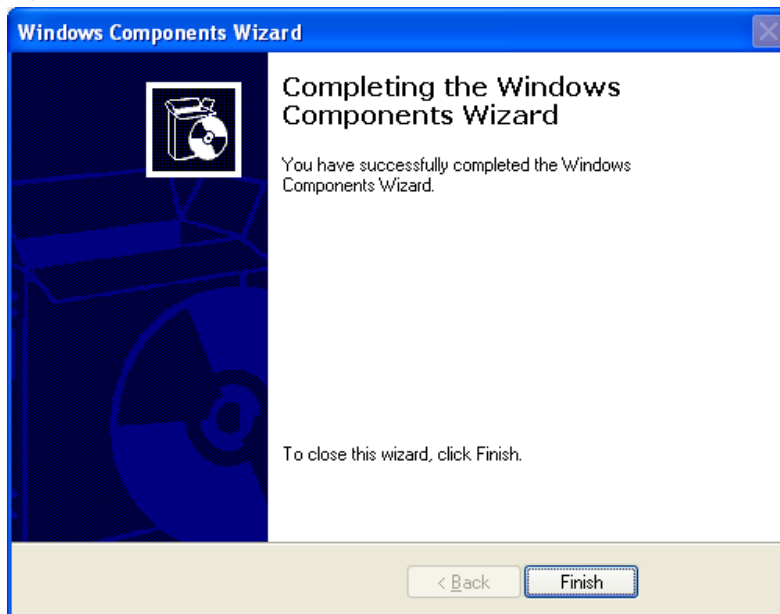 Windows Components Wizard
Completing the Windows
Components Wizard
You have successfully completed the Windows
Components Wizard.
To close this wizard, click Finish.
< Back
Finish